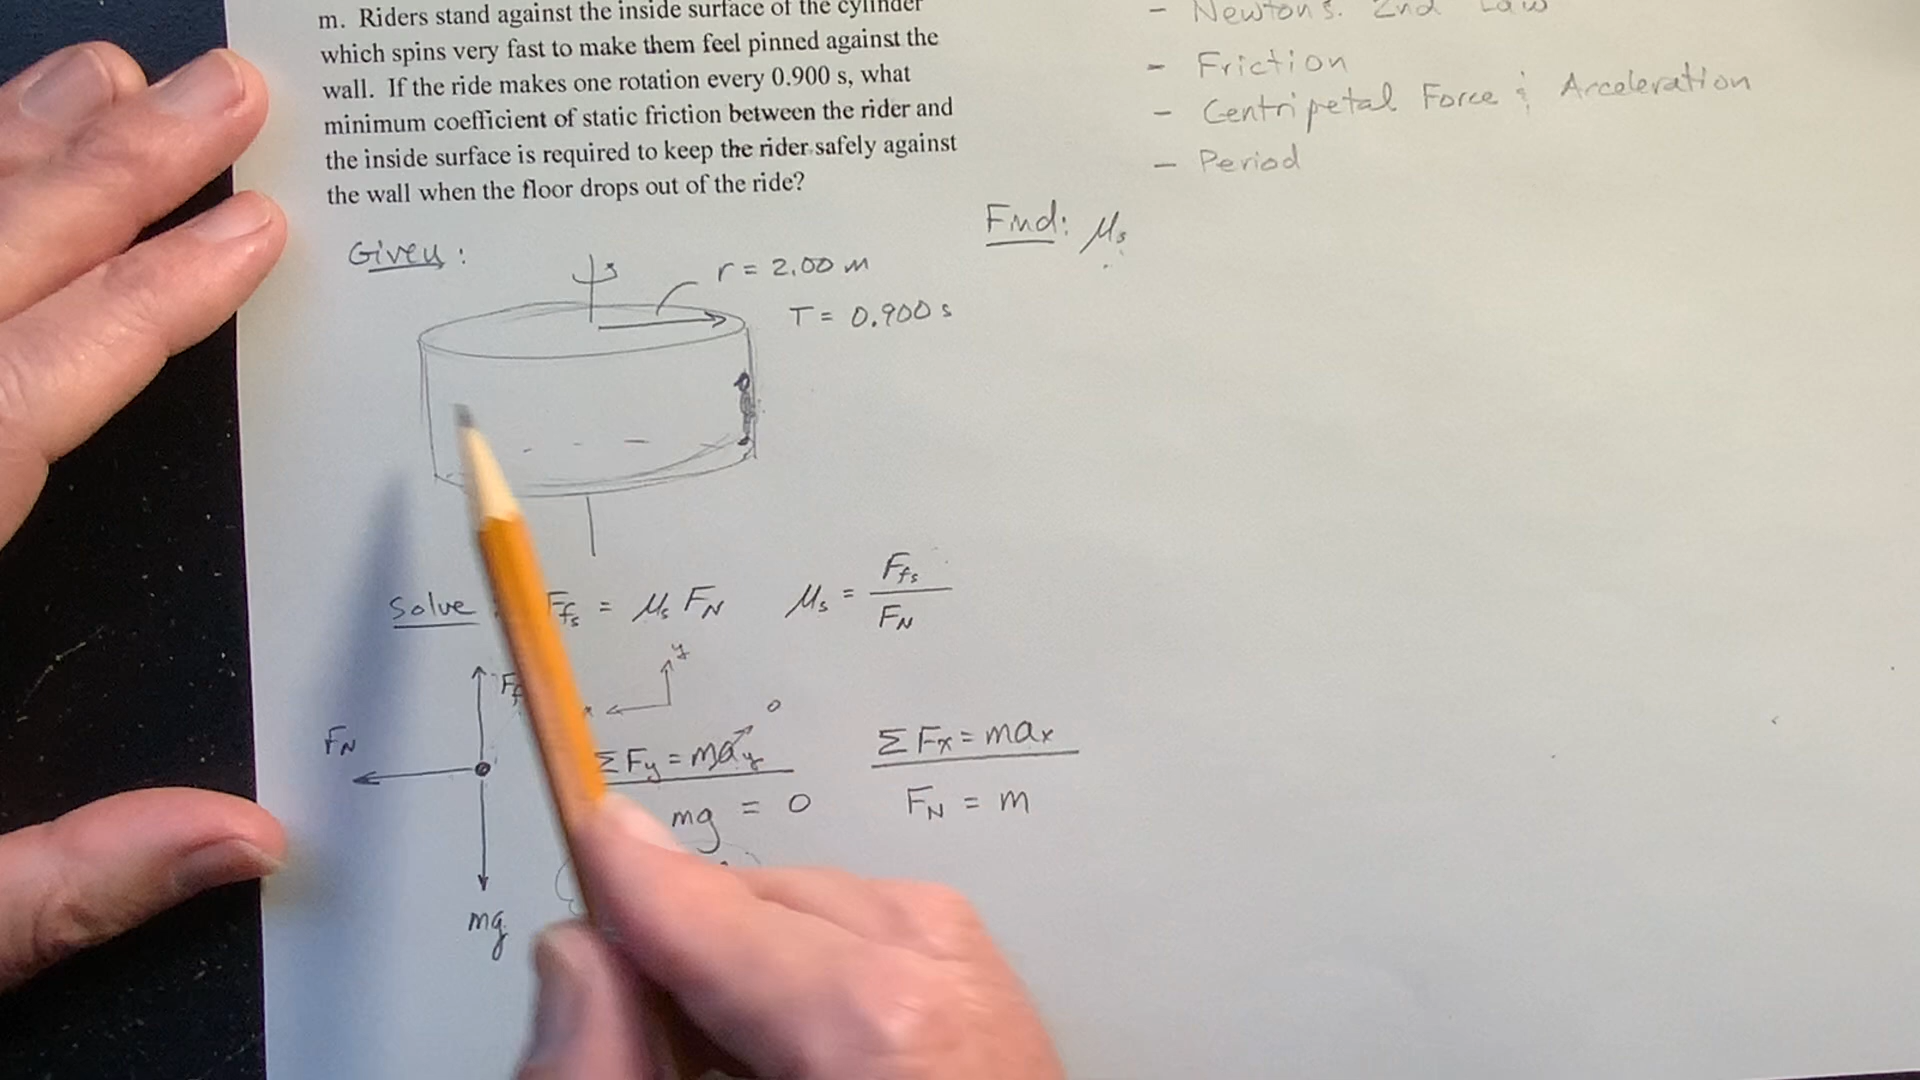 m. Riders stand against the inside surface of the cylinder
which spins very fast to make them feel pinned against the
wall. If the ride makes one rotation every 0.900 s, what
minimum coefficient of static friction between the rider and
the inside surface is required to keep the rider safely against
the wall when the floor drops out of the ride?
- Newton's. 2nd Law
- Friction
- Centripetal Force & Acceleration
- Period
Given:
Find: μs
r = 2.00 m
T = 0.900 s
Solve
Ffs = μs FN
μs = Ffs / FN
y
x
FN
mg
ΣFy = may 0
mg = 0
ΣFx = max
FN = m